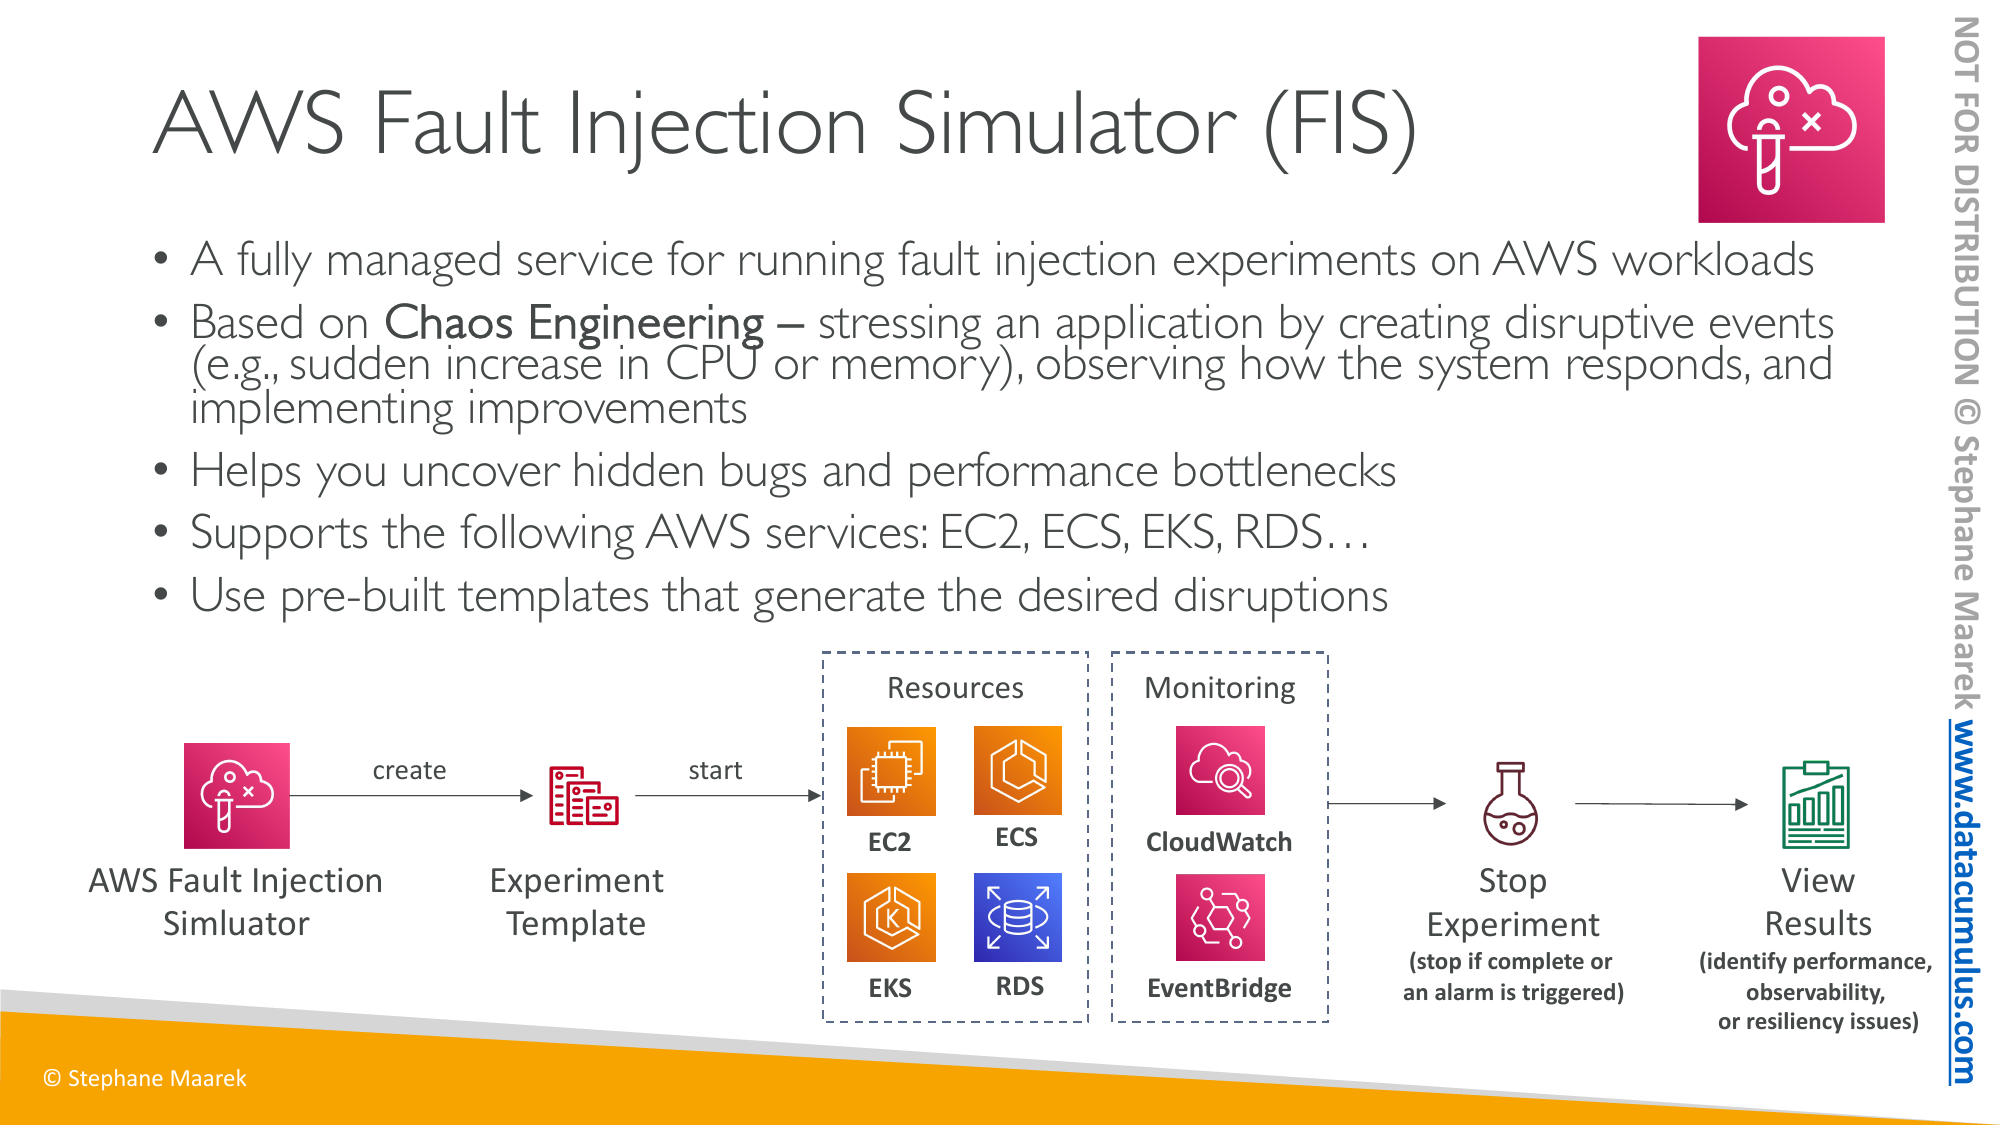 AWS Fault Injection Simulator (FIS)
• A fully managed service for running fault injection experiments on AWS workloads
• Based on Chaos Engineering – stressing an application by creating disruptive events
(e.g., sudden increase in CPU or memory), observing how the system responds, and
implementing improvements
• Helps you uncover hidden bugs and performance bottlenecks
• Supports the following AWS services: EC2, ECS, EKS, RDS…
• Use pre-built templates that generate the desired disruptions
AWS Fault Injection
Simluator
create
Experiment
Template
start
Resources
EC2
ECS
EKS
K
RDS
Monitoring
CloudWatch
EventBridge
Stop
Experiment
(stop if complete or
an alarm is triggered)
View
Results
(identify performance,
observability,
or resiliency issues)
© Stephane Maarek
NOT FOR DISTRIBUTION © Stephane Maarek www.datacumulus.com